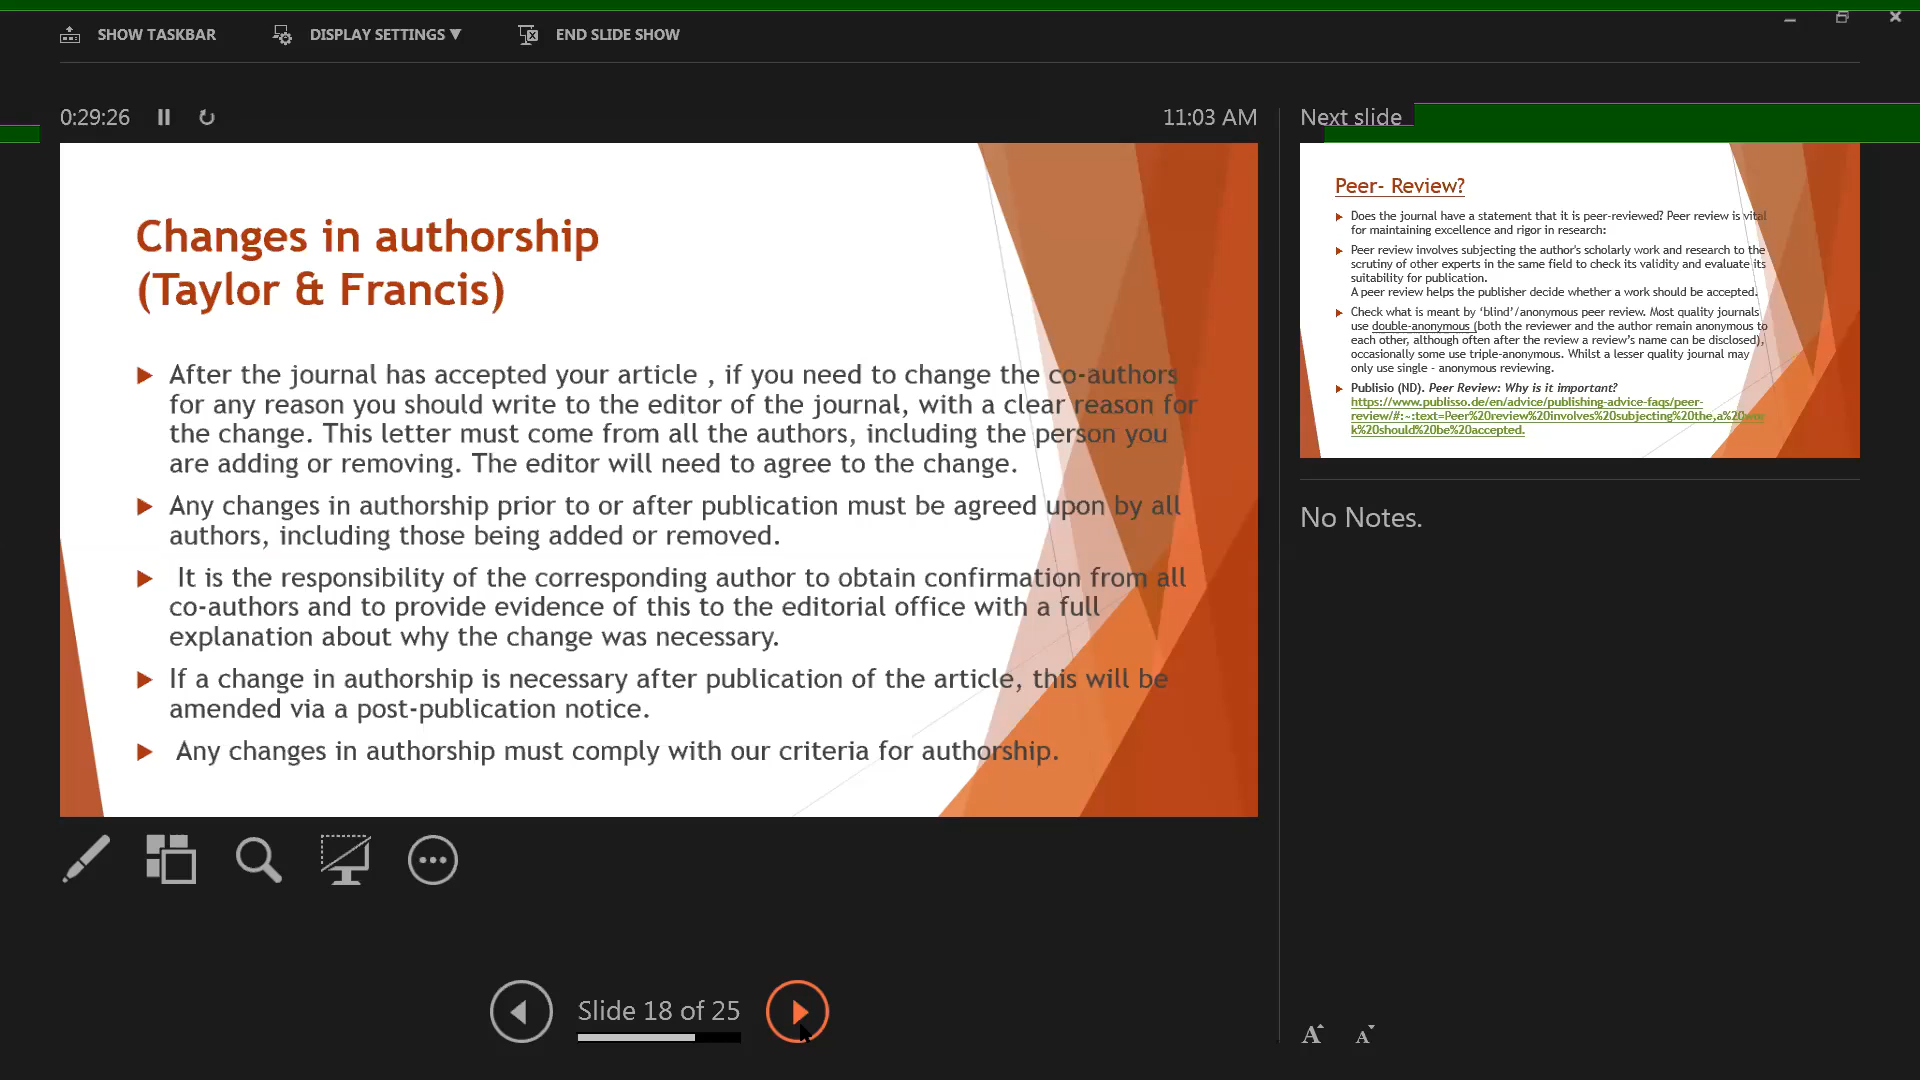 SHOW TASKBAR
DISPLAY SETTINGS ▼
END SLIDE SHOW
0:29:26
11:03 AM
Changes in authorship
(Taylor & Francis)
After the journal has accepted your article , if you need to change the co-authors
for any reason you should write to the editor of the journal, with a clear reason for
the change. This letter must come from all the authors, including the person you
are adding or removing. The editor will need to agree to the change.
Any changes in authorship prior to or after publication must be agreed upon by all
authors, including those being added or removed.
It is the responsibility of the corresponding author to obtain confirmation from all
co-authors and to provide evidence of this to the editorial office with a full
explanation about why the change was necessary.
If a change in authorship is necessary after publication of the article, this will be
amended via a post-publication notice.
Any changes in authorship must comply with our criteria for authorship.
Slide 18 of 25
Next slide
Peer- Review?
Does the journal have a statement that it is peer-reviewed? Peer review is vital
for maintaining excellence and rigor in research:
Peer review involves subjecting the author's scholarly work and research to the
scrutiny of other experts in the same field to check its validity and evaluate its
suitability for publication.
A peer review helps the publisher decide whether a work should be accepted.
Check what is meant by ‘blind’/anonymous peer review. Most quality journals
use double-anonymous (both the reviewer and the author remain anonymous to
each other, although often after the review a review's name can be disclosed),
occasionally some use triple-anonymous. Whilst a lesser quality journal may
only use single - anonymous reviewing.
Publisio (ND). Peer Review: Why is it important?
https://www.publisso.de/en/advice/publishing-advice-faqs/peer-
review/#:~:text=Peer%20review%20involves%20subjecting%20the,a%20wor
k%20should%20be%20accepted.
No Notes.
A A